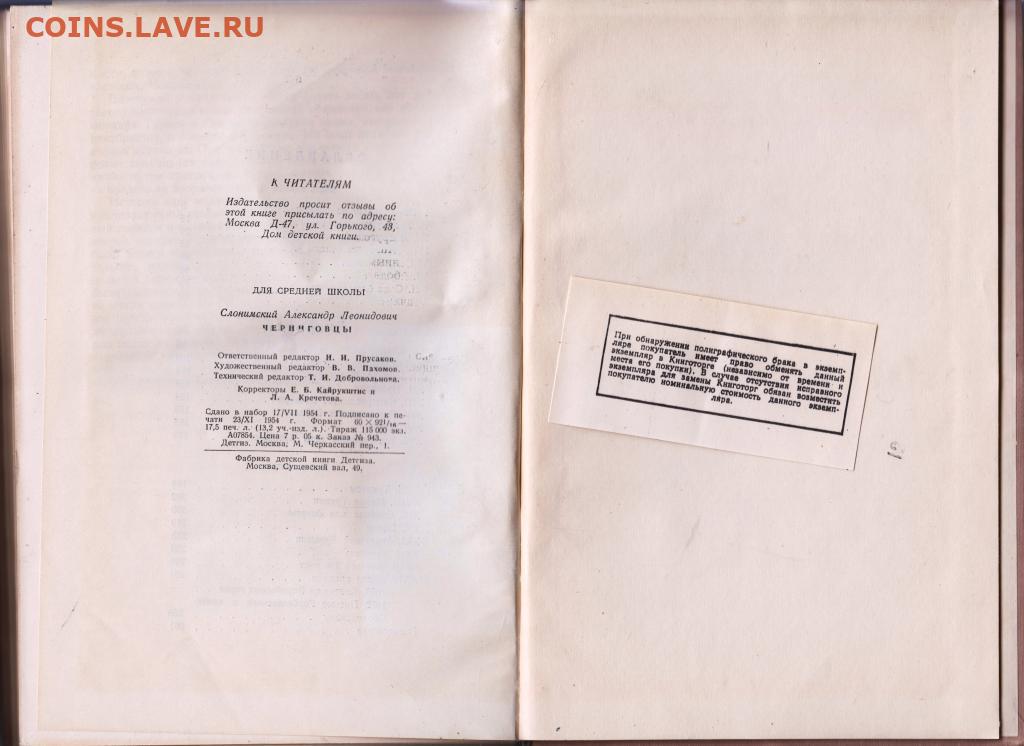 COINS.LAVE.RU
К ЧИТАТЕЛЯМ
Издательство просит отзывы об
этой книге присылать по адресу:
Москва Д-47, ул. Горького, 43,
Дом детской книги.
ДЛЯ СРЕДНЕЙ ШКОЛЫ
Слонимский Александр Леонидович
ЧЕРНИГОВЦЫ
Ответственный редактор И. И. Прусаков.
Художественный редактор В. В. Пахомов.
Технический редактор Т. И. Добровольнова.
Корректоры Е. Б. Кайрукштис и
Л. А. Кречетова.
Сдано в набор 17/VII 1954 г. Подписано к пе-
чати 23/XI 1954 г. Формат 60 × 92 1/16 —
17,5 печ. л. (13,2 уч.-изд. л.). Тираж 115 000 экз.
А07854. Цена 7 р. 05 к. Заказ № 943.
Детгиз. Москва, М. Черкасский пер., 1.
Фабрика детской книги Детгиза.
Москва, Сущевский вал, 49.
При обнаружении полиграфического брака в экземп-
ляре покупатель имеет право обменять данный
экземпляр в Книготорге (независимо от времени и
места его покупки). В случае отсутствия исправного
экземпляра для замены Книготорг обязан возместить
покупателю номинальную стоимость данного экземп-
ляра.